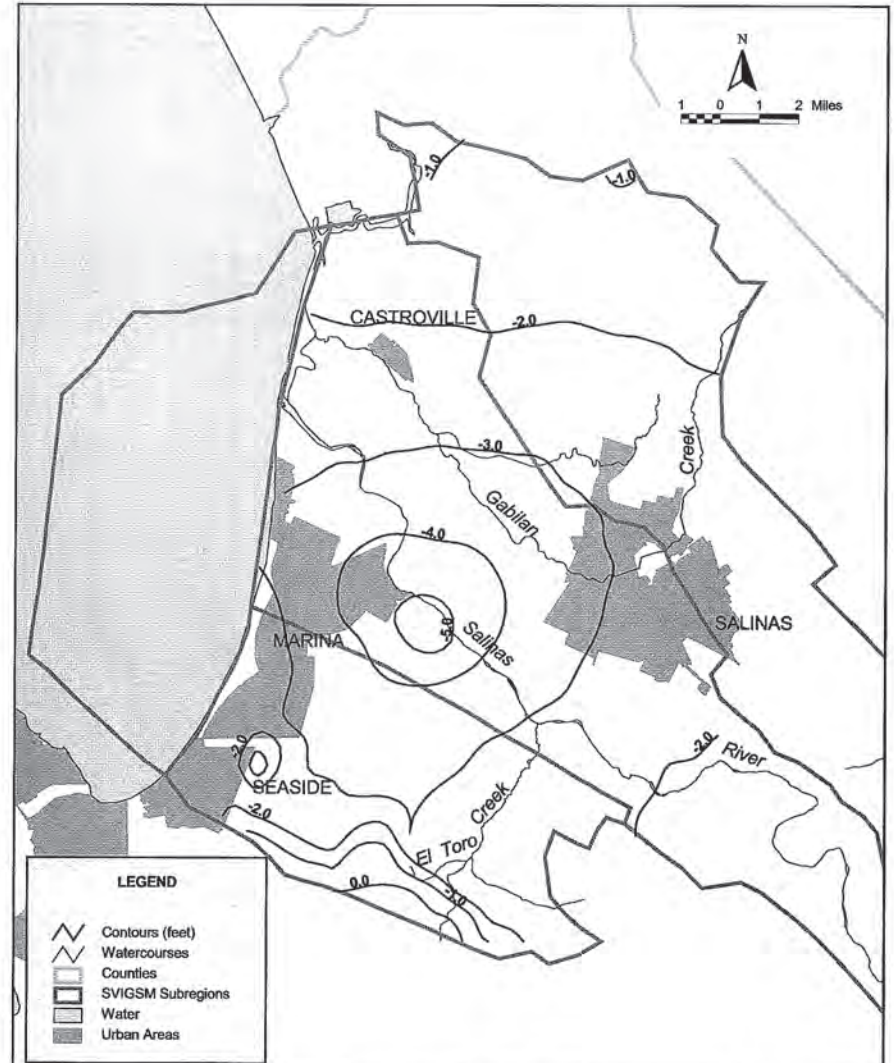 N
1 0 1 2 Miles
-1.0
-1.0
CASTROVILLE
-2.0
-3.0
Creek
Gabilan
-4.0
-5.0
Salinas
MARINA
SALINAS
-2.0
River
-2.0
SEASIDE
-2.0
El Toro Creek
-1.0
0.0
LEGEND
Contours (feet)
Watercourses
Counties
SVIGSM Subregions
Water
Urban Areas